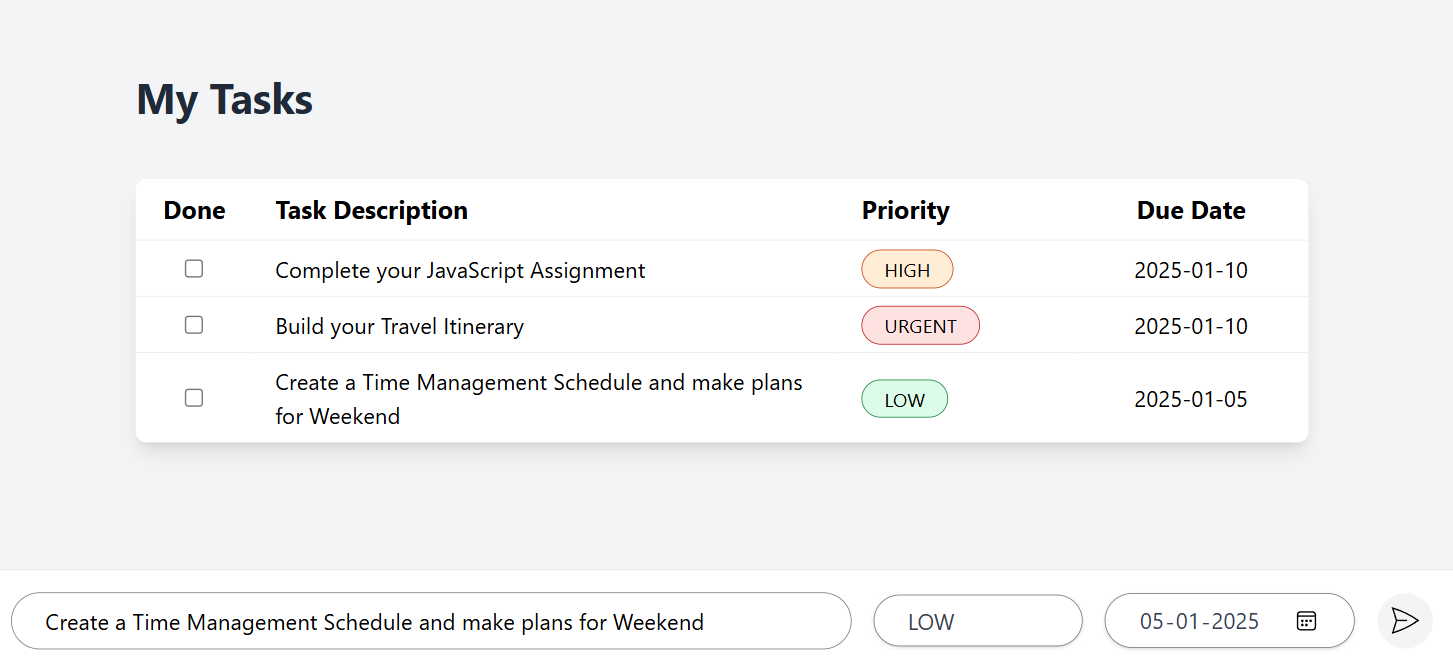 My Tasks
Done Task Description Priority Due Date
Complete your JavaScript Assignment HIGH 2025-01-10
Build your Travel Itinerary URGENT 2025-01-10
Create a Time Management Schedule and make plans
for Weekend LOW 2025-01-05
Create a Time Management Schedule and make plans for Weekend LOW 05-01-2025